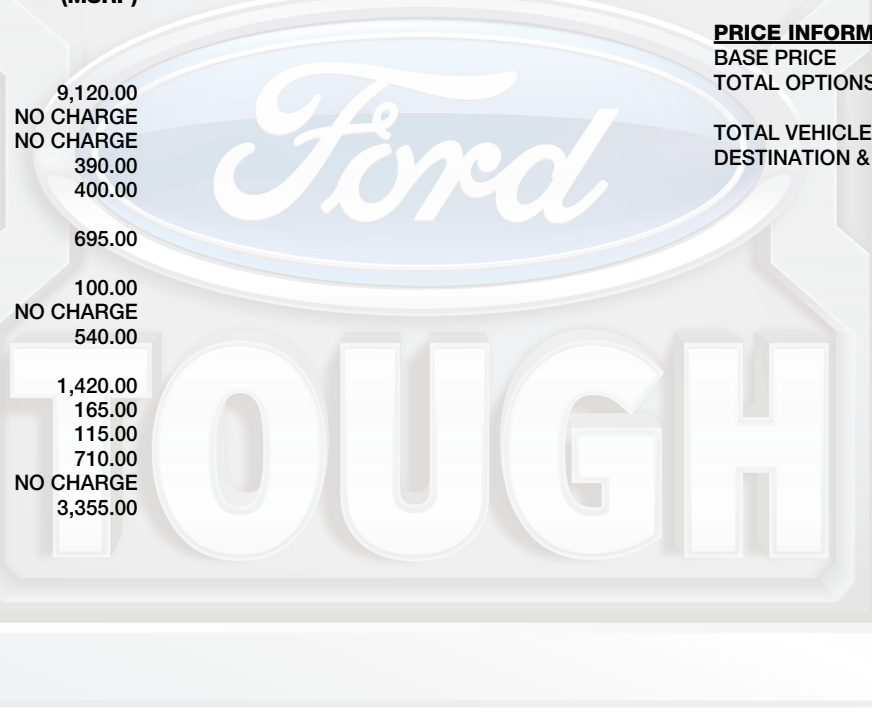 (MSRP)
9,120.00
NO CHARGE
NO CHARGE
390.00
400.00
695.00
100.00
NO CHARGE
540.00
1,420.00
165.00
115.00
710.00
NO CHARGE
3,355.00
PRICE INFORM
BASE PRICE
TOTAL OPTIONS
TOTAL VEHICLE
DESTINATION &
Ford
TOUGH